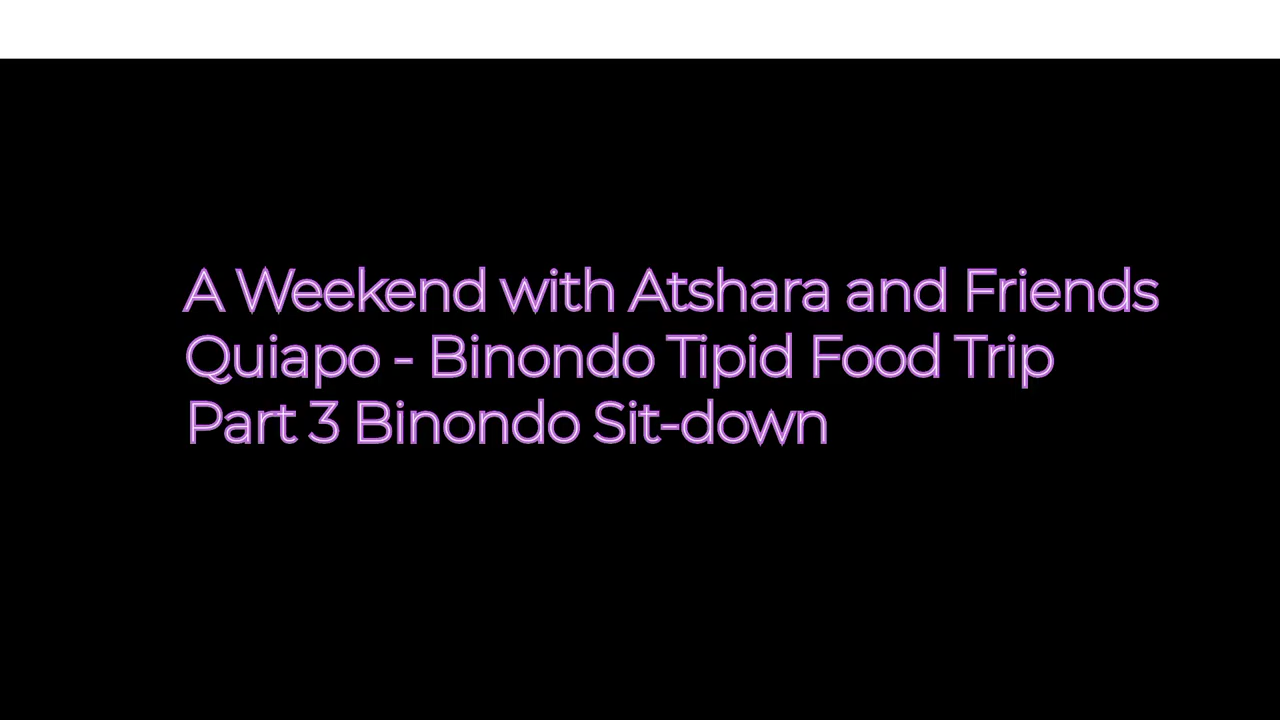 A Weekend with Atshara and Friends
Quiapo - Binondo Tipid Food Trip
Part 3 Binondo Sit-down